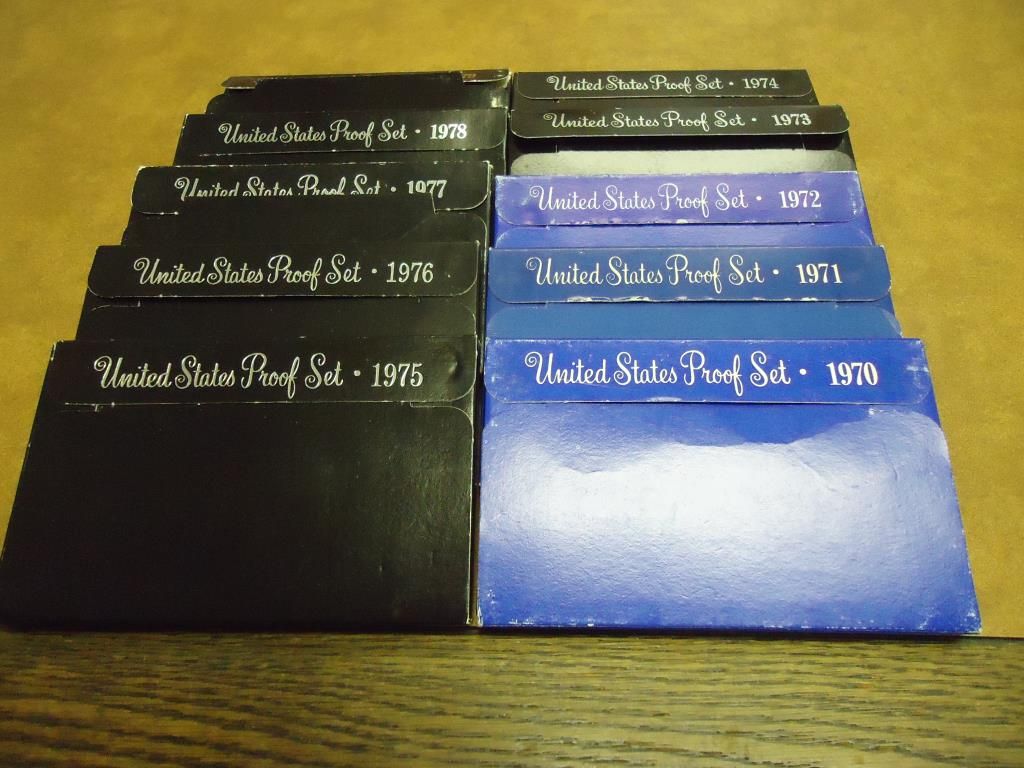 United States Proof Set • 1978
United States Proof Set • 1977
United States Proof Set • 1976
United States Proof Set • 1975
United States Proof Set • 1974
United States Proof Set • 1973
United States Proof Set • 1972
United States Proof Set • 1971
United States Proof Set • 1970